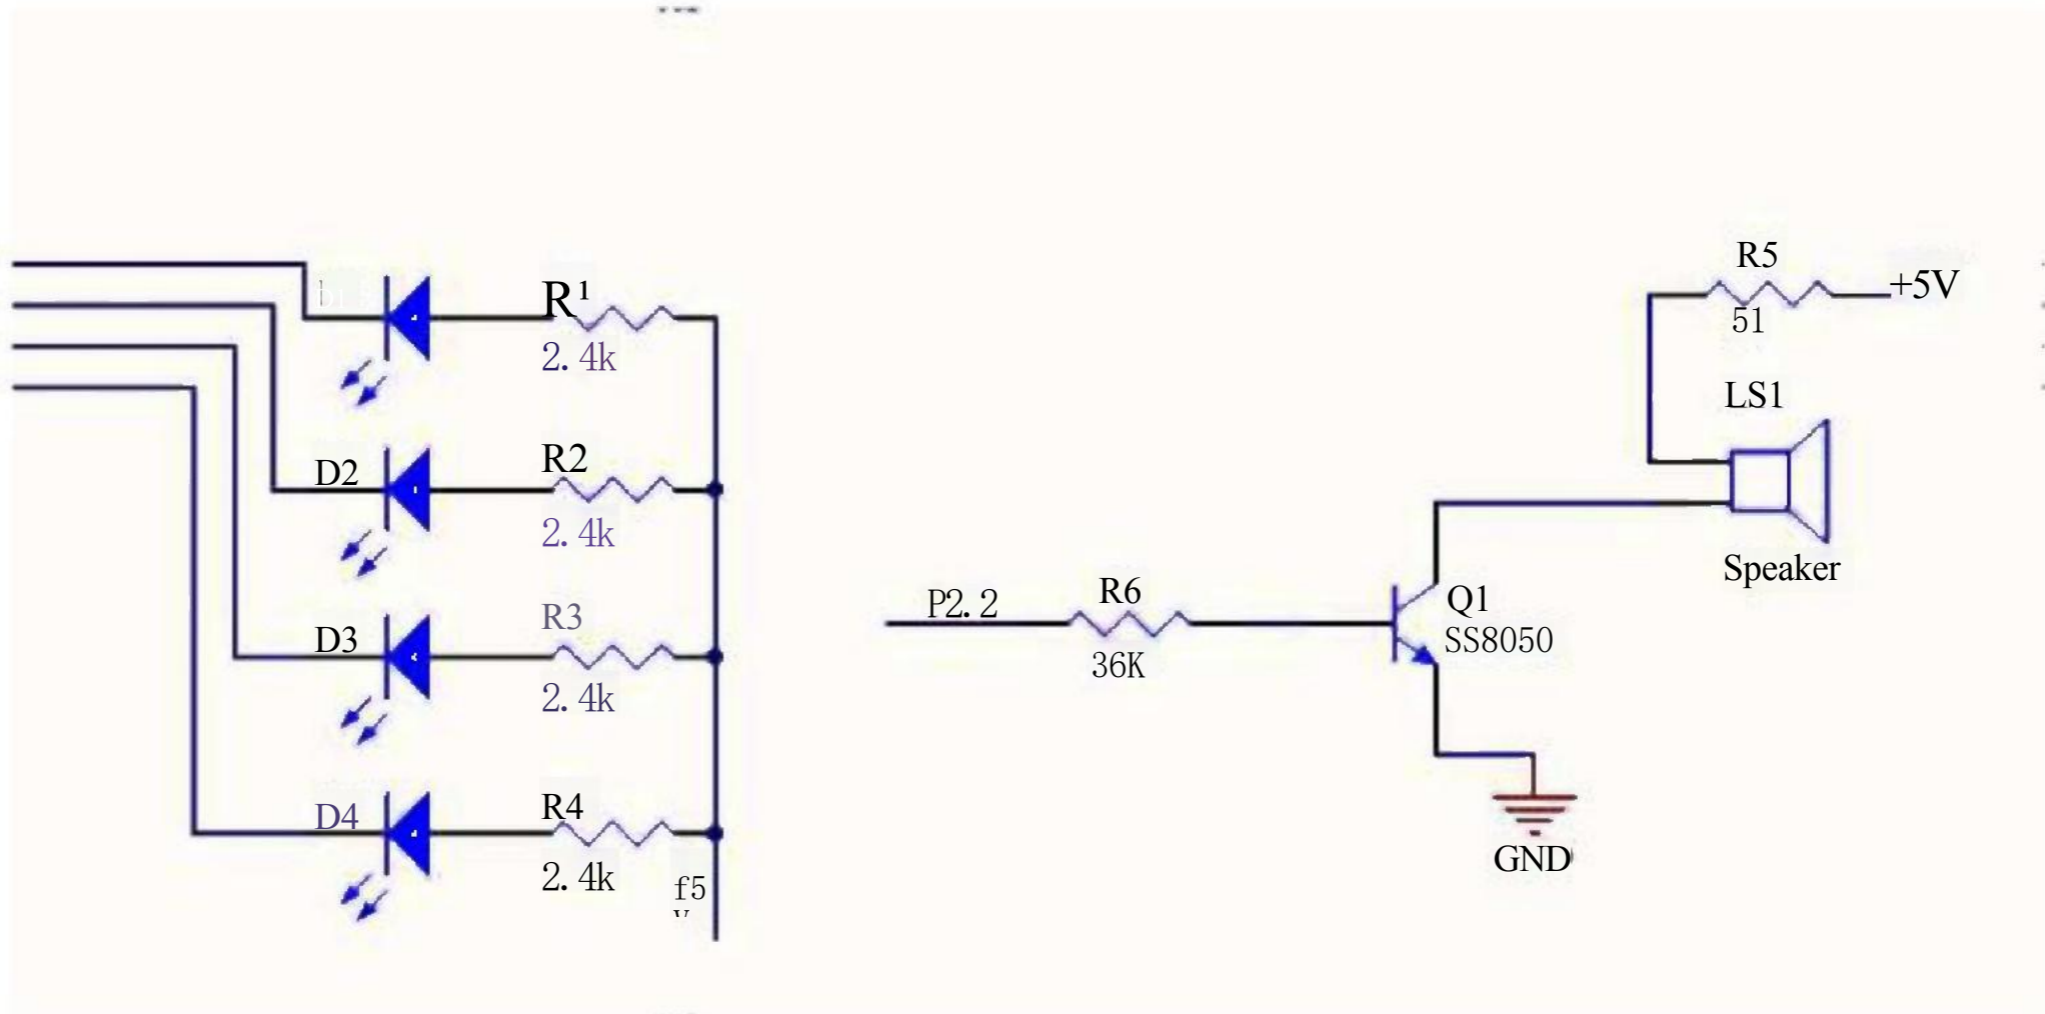 R1
2.4k
D2
R2
2.4k
D3
R3
2.4k
D4
R4
2.4k
f5
V
P2.2
R6
36K
Q1
SS8050
R5
+5V
51
LS1
Speaker
GND